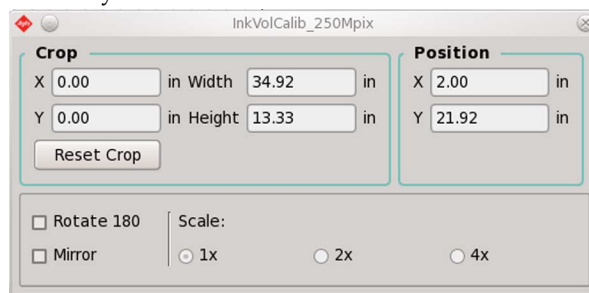 InkVolCalib_250Mpix
Crop
X 0.00 in Width 34.92 in
Y 0.00 in Height 13.33 in
Reset Crop
Position
X 2.00 in
Y 21.92 in
Rotate 180
Mirror
Scale:
1x 2x 4x